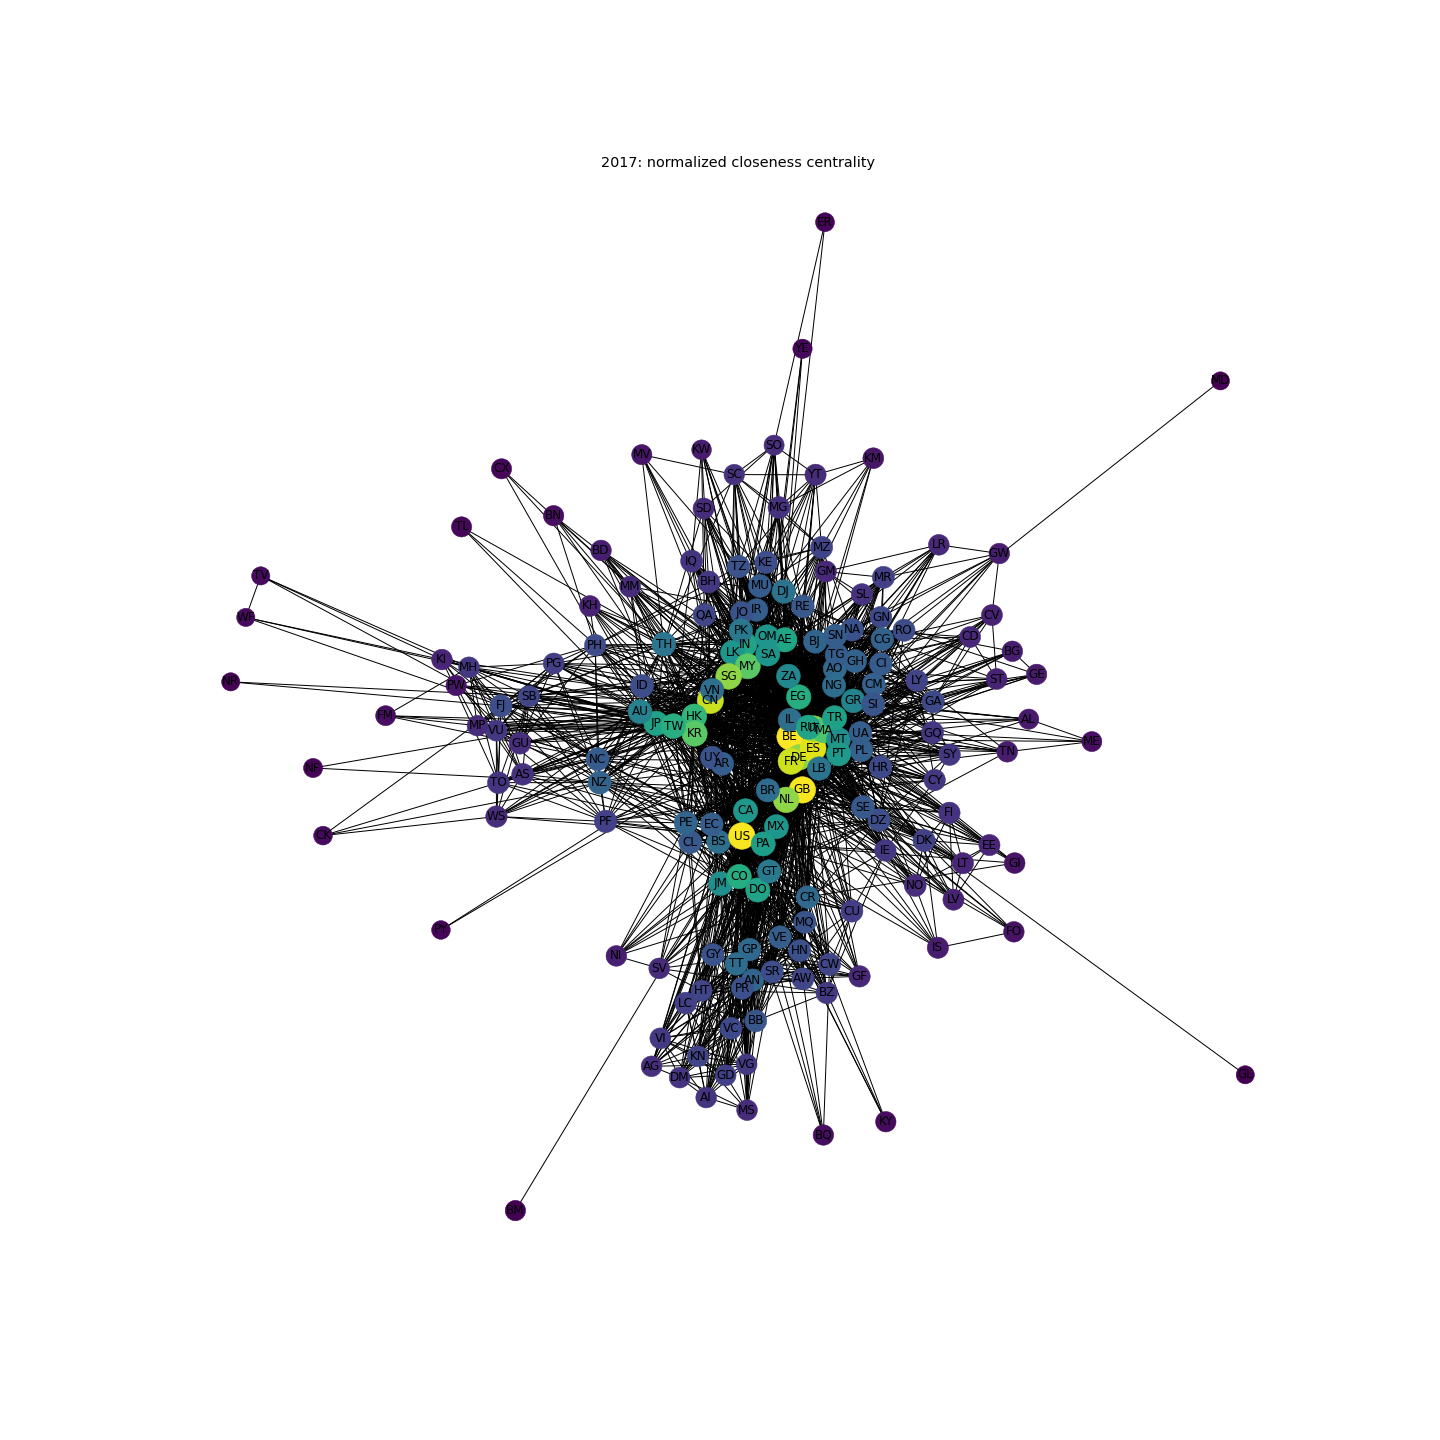 2017: normalized closeness centrality
ER
YE
MD
SO
KW
MV
KM
CX
SC
YT
SD
MG
BN
TL
LR
MZ
BD
GW
IQ
KE
TZ
GM
TV
MR
BH
MM
MU
DJ
SL
KH
RE
IR
JO
QA
WF
GN
CV
NA
RO
PK
SN
CD
OM
AE
BJ
CG
TH
IN
PH
LK
SA
TG
BG
KI
GH
CI
PG
MH
MY
AO
GE
SG
ZA
ST
LY
NR
PW
ID
NG
CM
VN
SB
EG
CN
GR
GA
SI
FJ
AU
FM
HK
TR
IL
AL
JP
TW
MP
RU
VU
MA
KR
UA
GQ
BE
MT
ME
GU
ES
PL
TN
PT
SY
UY
DE
NC
FR
AR
NF
LB
HR
AS
CY
TO
NZ
BR
GB
NL
SE
CA
FI
WS
DZ
PF
PE
EC
MX
CK
US
DK
CL
BS
PA
EE
IE
LT
GI
GT
CO
JM
NO
DO
CR
LV
CU
MQ
PY
FO
VE
IS
GP
HN
GY
NI
TT
CW
SV
SR
GF
AW
AN
PR
HT
BZ
LC
BB
VC
VI
KN
VG
AG
GL
GD
DM
AI
MS
KY
BQ
BM